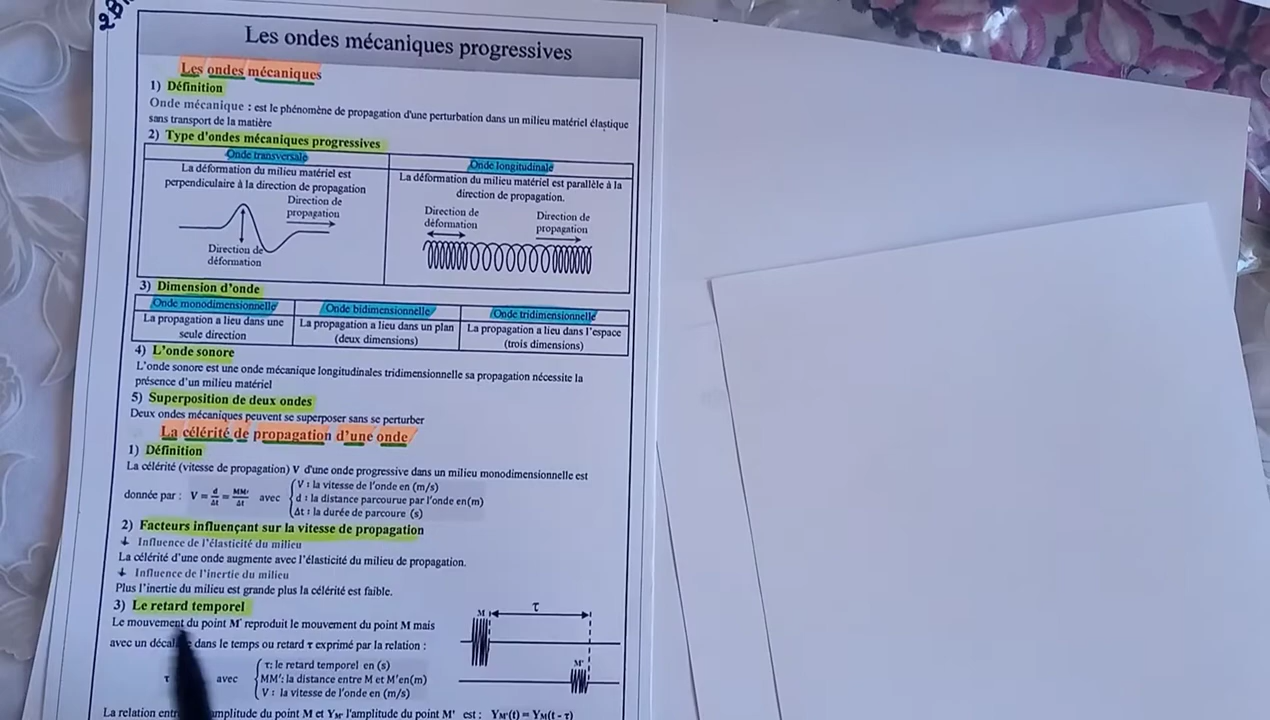 Les ondes mécaniques progressives
Les ondes mécaniques
1) Définition
Onde mécanique : est le phénomène de propagation d'une perturbation dans un milieu matériel élastique
sans transport de la matière
2) Type d'ondes mécaniques progressives
Onde transversale
La déformation du milieu matériel est
perpendiculaire à la direction de propagation
Direction de
propagation
Direction de
déformation
Onde longitudinale
La déformation du milieu matériel est parallèle à la
direction de propagation.
Direction de
déformation
Direction de
propagation
3) Dimension d'onde
Onde monodimensionnelle
La propagation a lieu dans une
seule direction
Onde bidimensionnelle
La propagation a lieu dans un plan
(deux dimensions)
Onde tridimensionnelle
La propagation a lieu dans l'espace
(trois dimensions)
4) L'onde sonore
L'onde sonore est une onde mécanique longitudinales tridimensionnelle sa propagation nécessite la
présence d'un milieu matériel
5) Superposition de deux ondes
Deux ondes mécaniques peuvent se superposer sans se perturber
La célérité de propagation d'une onde
1) Définition
La célérité (vitesse de propagation) V d'une onde progressive dans un milieu monodimensionnelle est
donnée par : V = d/Δt = MM'/Δt avec
V : la vitesse de l'onde en (m/s)
d : la distance parcourue par l'onde en(m)
Δt : la durée de parcoure (s)
2) Facteurs influençant sur la vitesse de propagation
Influence de l'élasticité du milieu
La célérité d'une onde augmente avec l'élasticité du milieu de propagation.
Influence de l'inertie du milieu
Plus l'inertie du milieu est grande plus la célérité est faible.
3) Le retard temporel
Le mouvement du point M' reproduit le mouvement du point M mais
avec un dans le temps ou retard τ exprimé par la relation :
τ avec
τ: le retard temporel en (s)
MM': la distance entre M et M'en(m)
V : la vitesse de l'onde en (m/s)
M
τ
M'
La relation amplitude du point M et YM' l'amplitude du point M' est : YM'(t) = YM(t - τ)